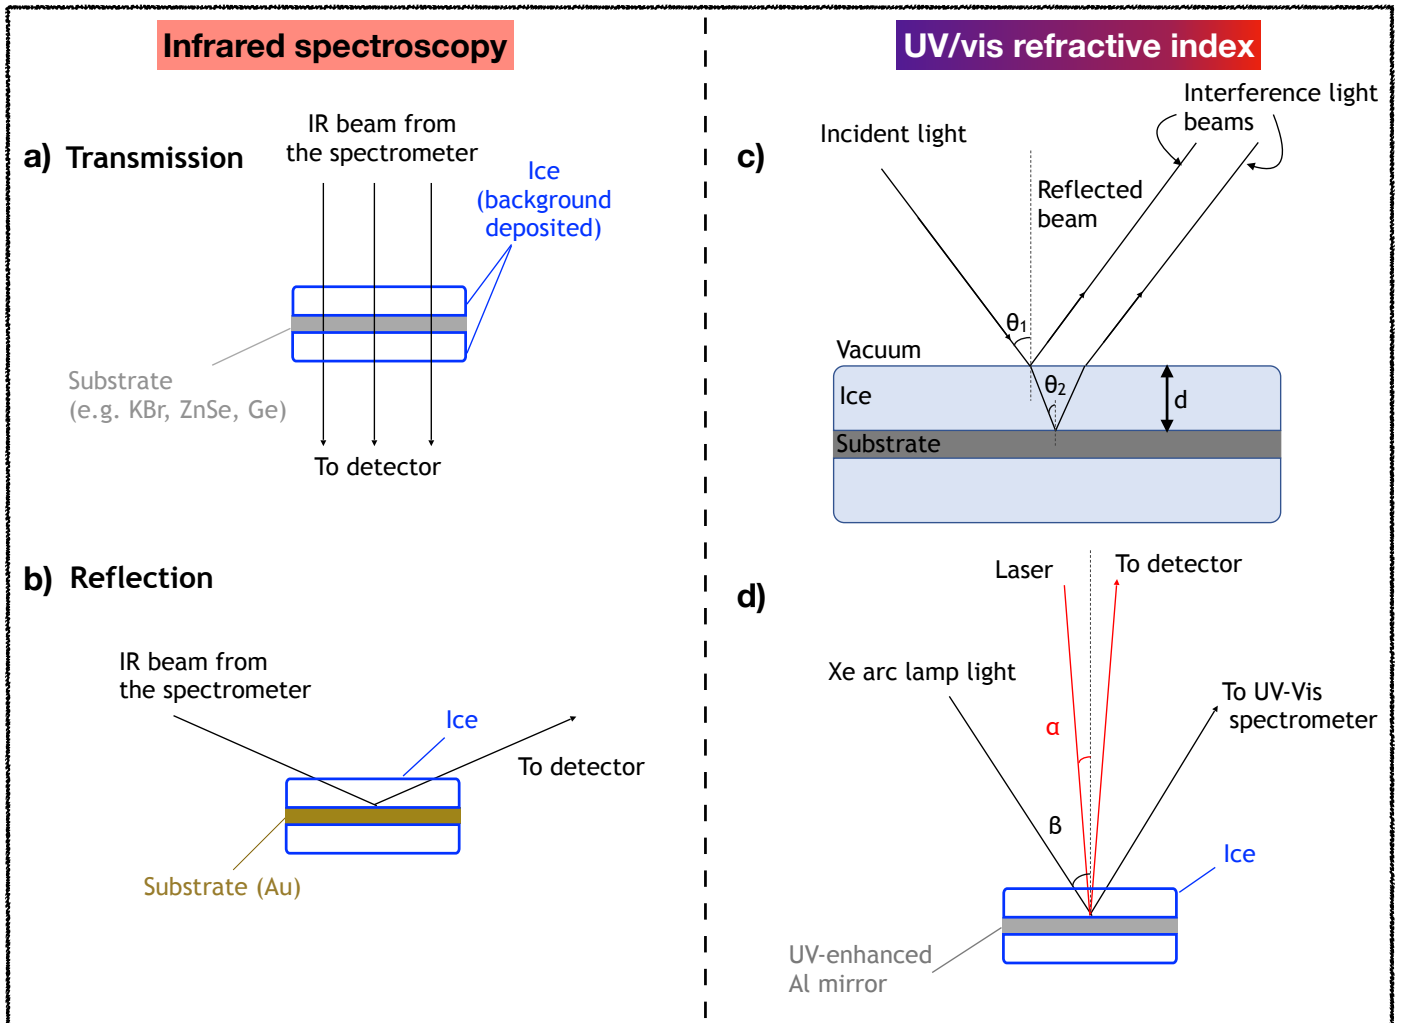 Infrared spectroscopy
a) Transmission
IR beam from
the spectrometer
Ice
(background
deposited)
Substrate
(e.g. KBr, ZnSe, Ge)
To detector
b) Reflection
IR beam from
the spectrometer
Ice
To detector
Substrate (Au)
UV/vis refractive index
c)
Incident light
Interference light
beams
Reflected
beam
θ1
Vacuum
θ2
Ice
d
Substrate
d)
Laser
To detector
Xe arc lamp light
To UV-Vis
spectrometer
α
β
Ice
UV-enhanced
Al mirror